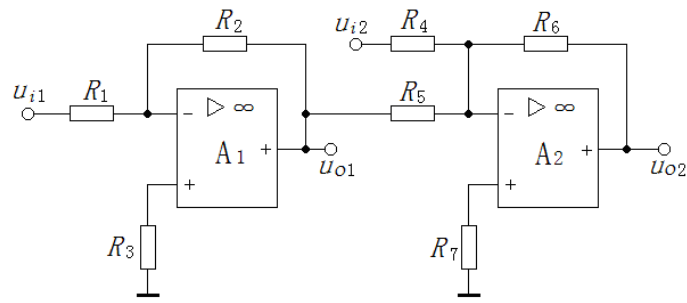 R2
ui2
R4
R6
ui1
R1
▷ ∞
R5
▷ ∞
−
A1
+
uo1
−
A2
+
uo2
+
+
R3
R7